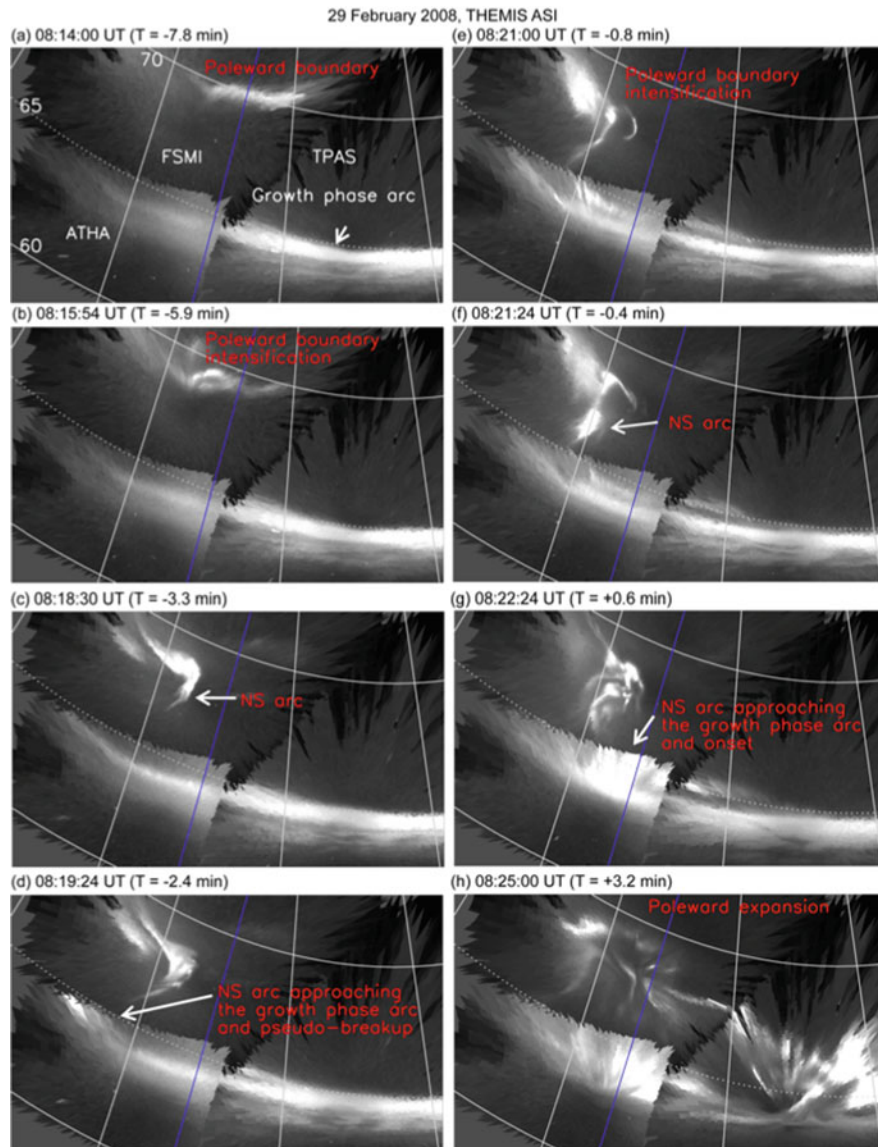 29 February 2008, THEMIS ASI
(a) 08:14:00 UT (T = -7.8 min)
70
Poleward boundary
65
FSMI
TPAS
Growth phase arc
ATHA
60
(b) 08:15:54 UT (T = -5.9 min)
Poleward boundary
intensification
(c) 08:18:30 UT (T = -3.3 min)
NS arc
(d) 08:19:24 UT (T = -2.4 min)
NS arc approaching
the growth phase arc
and pseudo-breakup
(e) 08:21:00 UT (T = -0.8 min)
Poleward boundary
intensification
(f) 08:21:24 UT (T = -0.4 min)
NS arc
(g) 08:22:24 UT (T = +0.6 min)
NS arc approaching
the growth phase arc
and onset
(h) 08:25:00 UT (T = +3.2 min)
Poleward expansion